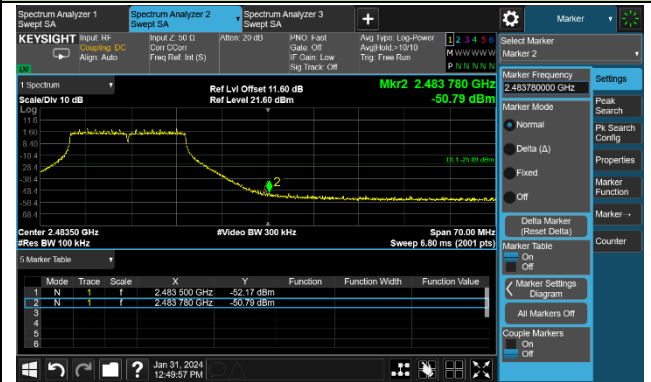 Spectrum Analyzer 1
Swept SA
Spectrum Analyzer 2
Swept SA
Spectrum Analyzer 3
Swept SA
+
Marker
KEYSIGHT
Input: RF
Coupling: DC
Align: Auto
Input Z: 50 Ω
Corr CCorr
Freq Ref: Int (S)
Atten: 20 dB
PNO: Fast
Gate: Off
IF Gain: Low
Sig Track: Off
Avg Type: Log-Power
Avg|Hold:>10/10
Trig: Free Run
1 2 3 4 5 6
M W W W W W
P N N N N N
Select Marker
Marker 2
1 Spectrum
Scale/Div 10 dB
Log
Ref Lvl Offset 11.60 dB
Ref Level 21.60 dBm
Mkr2 2.483 780 GHz
-50.79 dBm
11.6
1.60
-8.40
-18.4
-28.4
-38.4
-48.4
-58.4
-68.4
2
Center 2.48350 GHz
#Res BW 100 kHz
#Video BW 300 kHz
Span 70.00 MHz
Sweep 6.80 ms (2001 pts)
5 Marker Table
Mode Trace Scale X Y Function Function Width Function Value
1 N 1 f 2.483 500 GHz -52.17 dBm
2 N 1 f 2.483 780 GHz -50.79 dBm
3
4
5
6
Marker Frequency
2.483780000 GHz
Marker Mode
Normal
Delta (Δ)
Fixed
Off
Delta Marker
(Reset Delta)
Marker Table
On
Off
Marker Settings
Diagram
All Markers Off
Couple Markers
On
Off
Settings
Peak
Search
Pk Search
Config
Properties
Marker
Function
Marker→
Counter
?
Jan 31, 2024
12:49:57 PM